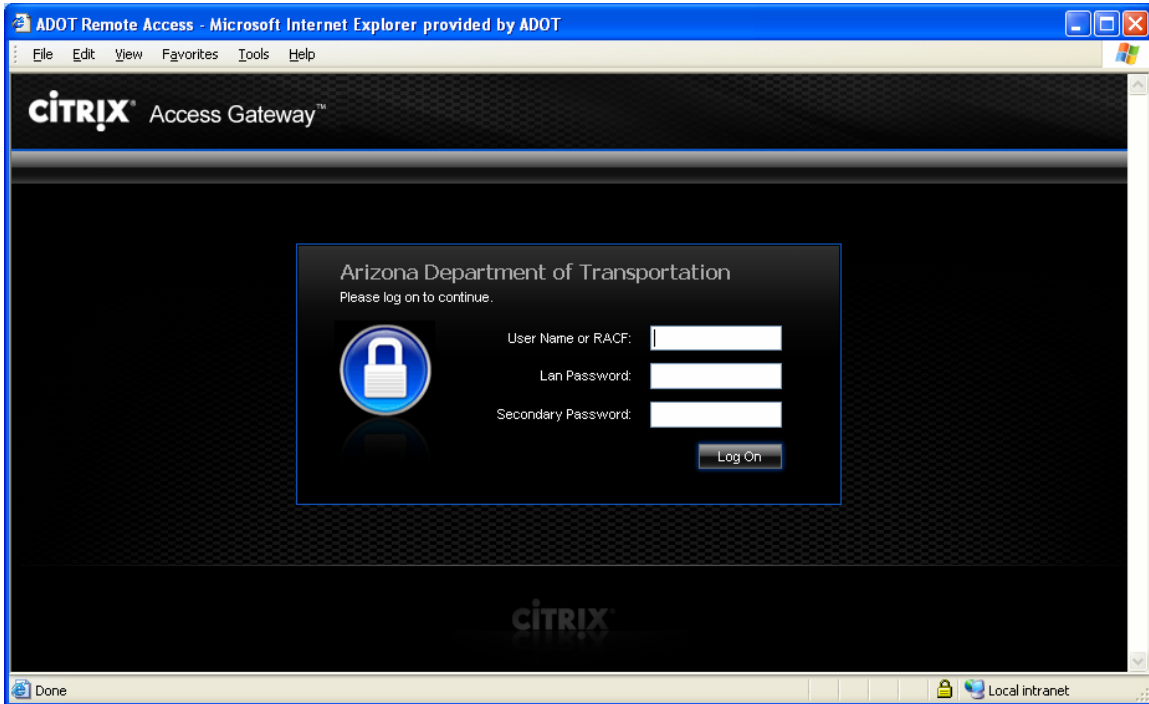 ADOT Remote Access - Microsoft Internet Explorer provided by ADOT
File Edit View Favorites Tools Help
CITRIX® Access Gateway™
Arizona Department of Transportation
Please log on to continue.
User Name or RACF:
Lan Password:
Secondary Password:
Log On
CITRIX
Done Local intranet